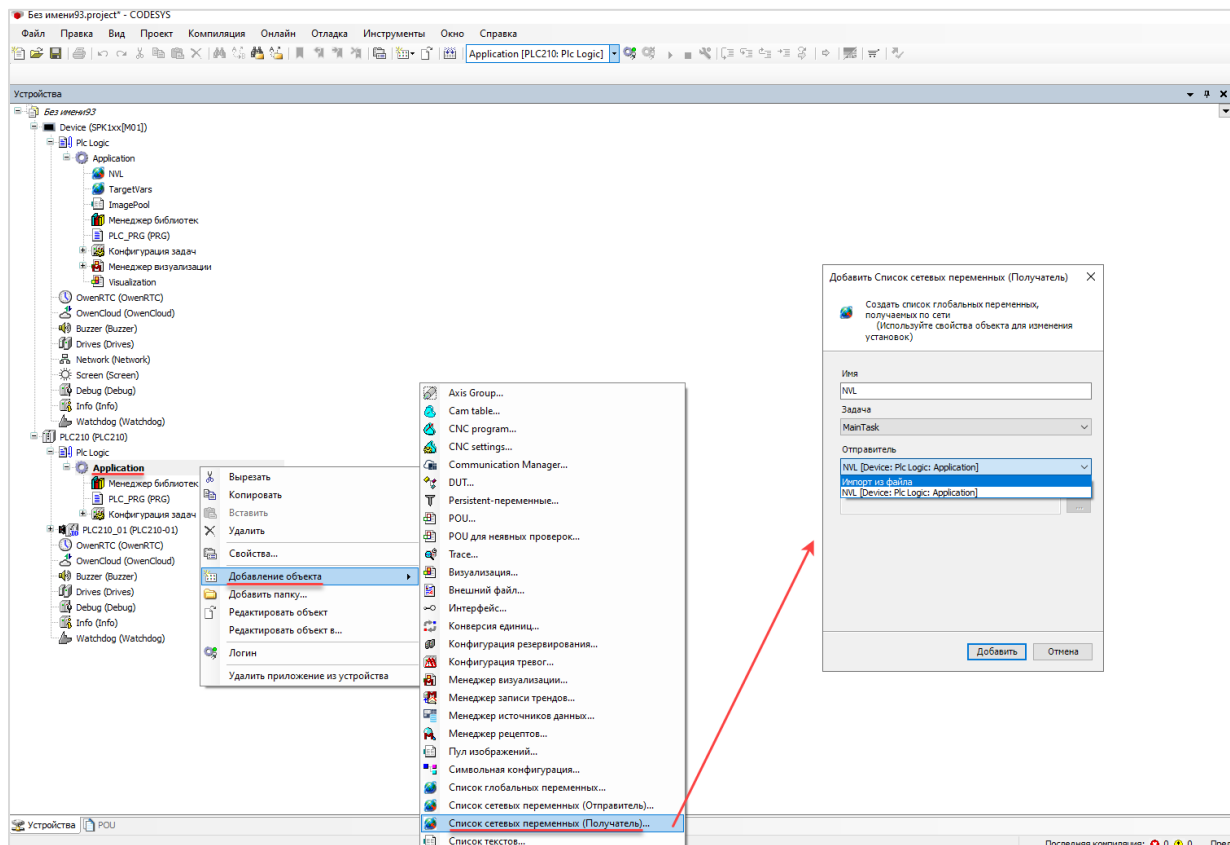 Без имени93.project* - CODESYS
Файл Правка Вид Проект Компиляция Онлайн Отладка Инструменты Окно Справка
Application [PLC210: Plc Logic]
Устройства
Без имени93
Device (SPK1xx[M01])
Plc Logic
Application
NVL
TargetVars
ImagePool
Менеджер библиотек
PLC_PRG (PRG)
Конфигурация задач
Менеджер визуализации
Visualization
OwenRTC (OwenRTC)
OwenCloud (OwenCloud)
Buzzer (Buzzer)
Drives (Drives)
Network (Network)
Screen (Screen)
Debug (Debug)
Info (Info)
Watchdog (Watchdog)
PLC210 (PLC210)
Plc Logic
Application
Менеджер библиотек
PLC_PRG (PRG)
Конфигурация задач
PLC210_01 (PLC210-01)
OwenRTC (OwenRTC)
OwenCloud (OwenCloud)
Buzzer (Buzzer)
Drives (Drives)
Debug (Debug)
Info (Info)
Watchdog (Watchdog)
Вырезать
Копировать
Вставить
Удалить
Свойства...
Добавление объекта
Добавить папку...
Редактировать объект
Редактировать объект в...
Логин
Удалить приложение из устройства
Axis Group...
Cam table...
CNC program...
CNC settings...
Communication Manager...
DUT...
Persistent-переменные...
POU...
POU для неявных проверок...
Trace...
Визуализация...
Внешний файл...
Интерфейс...
Конверсия единиц...
Конфигурация резервирования...
Конфигурация тревог...
Менеджер визуализации...
Менеджер записи трендов...
Менеджер источников данных...
Менеджер рецептов...
Пул изображений...
Символьная конфигурация...
Список глобальных переменных...
Список сетевых переменных (Отправитель)...
Список сетевых переменных (Получатель)...
Список текстов...
Добавить Список сетевых переменных (Получатель)
Создать список глобальных переменных,
получаемых по сети
(Используйте свойства объекта для изменения
установок)
Имя
NVL
Задача
MainTask
Отправитель
NVL [Device: Plc Logic: Application]
Импорт из файла
NVL [Device: Plc Logic: Application]
...
Добавить Отмена
Устройства POU
Последняя компиляция: 0 0